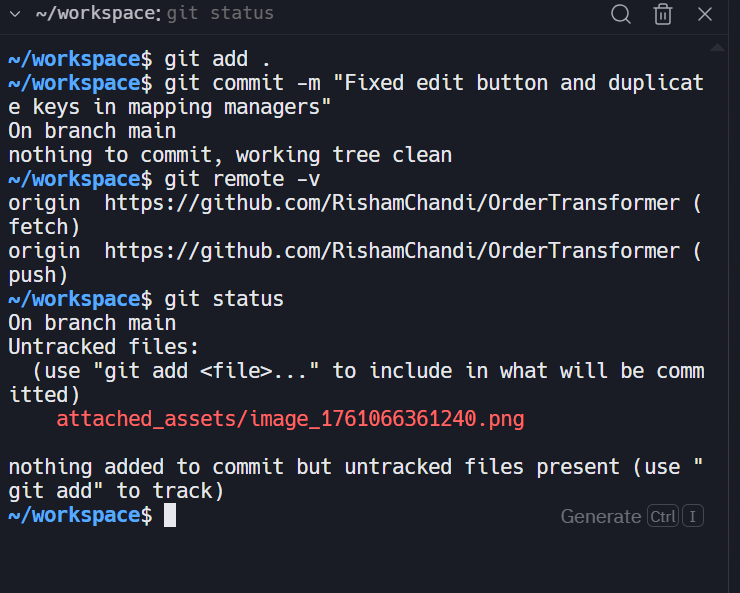 ~/workspace: git status
~/workspace$ git add .
~/workspace$ git commit -m "Fixed edit button and duplicat
e keys in mapping managers"
On branch main
nothing to commit, working tree clean
~/workspace$ git remote -v
origin  https://github.com/RishamChandi/OrderTransformer (
fetch)
origin  https://github.com/RishamChandi/OrderTransformer (
push)
~/workspace$ git status
On branch main
Untracked files:
  (use "git add <file>..." to include in what will be comm
itted)
    attached_assets/image_1761066361240.png

nothing added to commit but untracked files present (use "
git add" to track)
~/workspace$
Generate Ctrl I